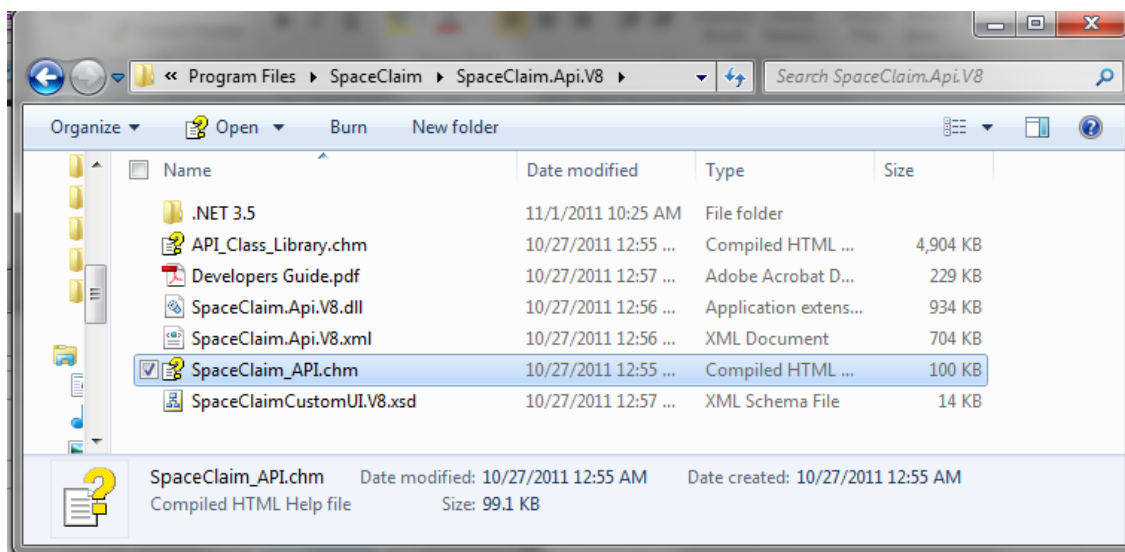 « Program Files ▸ SpaceClaim ▸ SpaceClaim.Api.V8 ▸ Search SpaceClaim.Api.V8
Organize Open Burn New folder
Name Date modified Type Size
.NET 3.5 11/1/2011 10:25 AM File folder
API_Class_Library.chm 10/27/2011 12:55 ... Compiled HTML ... 4,904 KB
Developers Guide.pdf 10/27/2011 12:57 ... Adobe Acrobat D... 229 KB
SpaceClaim.Api.V8.dll 10/27/2011 12:56 ... Application extens... 934 KB
SpaceClaim.Api.V8.xml 10/27/2011 12:56 ... XML Document 704 KB
SpaceClaim_API.chm 10/27/2011 12:55 ... Compiled HTML ... 100 KB
SpaceClaimCustomUI.V8.xsd 10/27/2011 12:57 ... XML Schema File 14 KB
SpaceClaim_API.chm Date modified: 10/27/2011 12:55 AM Date created: 10/27/2011 12:55 AM
Compiled HTML Help file Size: 99.1 KB